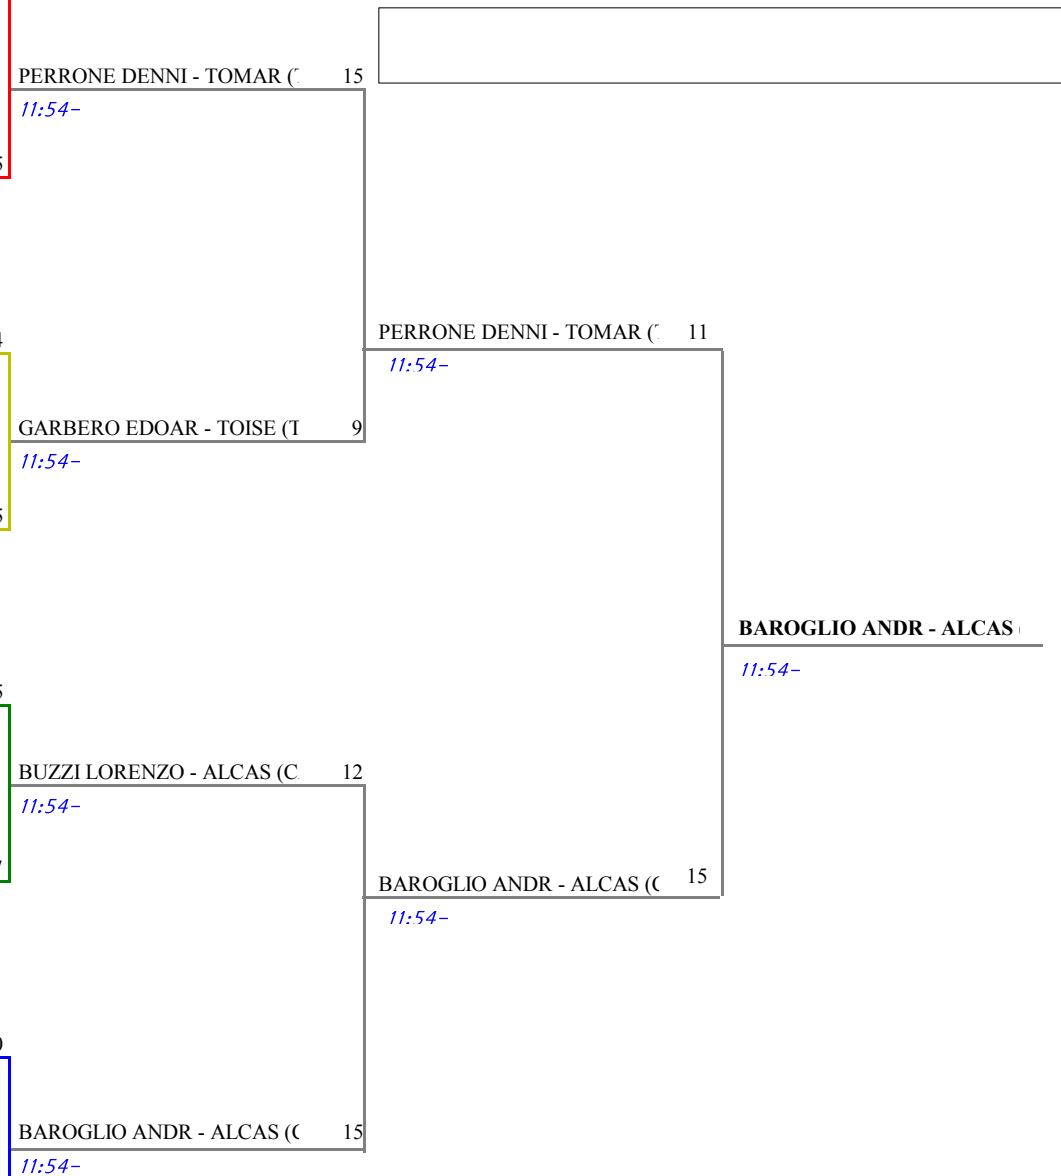 PERRONE DENNI - TOMAR ( 15
11:54-
PERRONE DENNI - TOMAR ( 11
11:54-
GARBERO EDOAR - TOISE (T 9
11:54-
BAROGLIO ANDR - ALCAS
11:54-
BUZZI LORENZO - ALCAS (C 12
11:54-
BAROGLIO ANDR - ALCAS ( 15
11:54-
BAROGLIO ANDR - ALCAS ( 15
11:54-